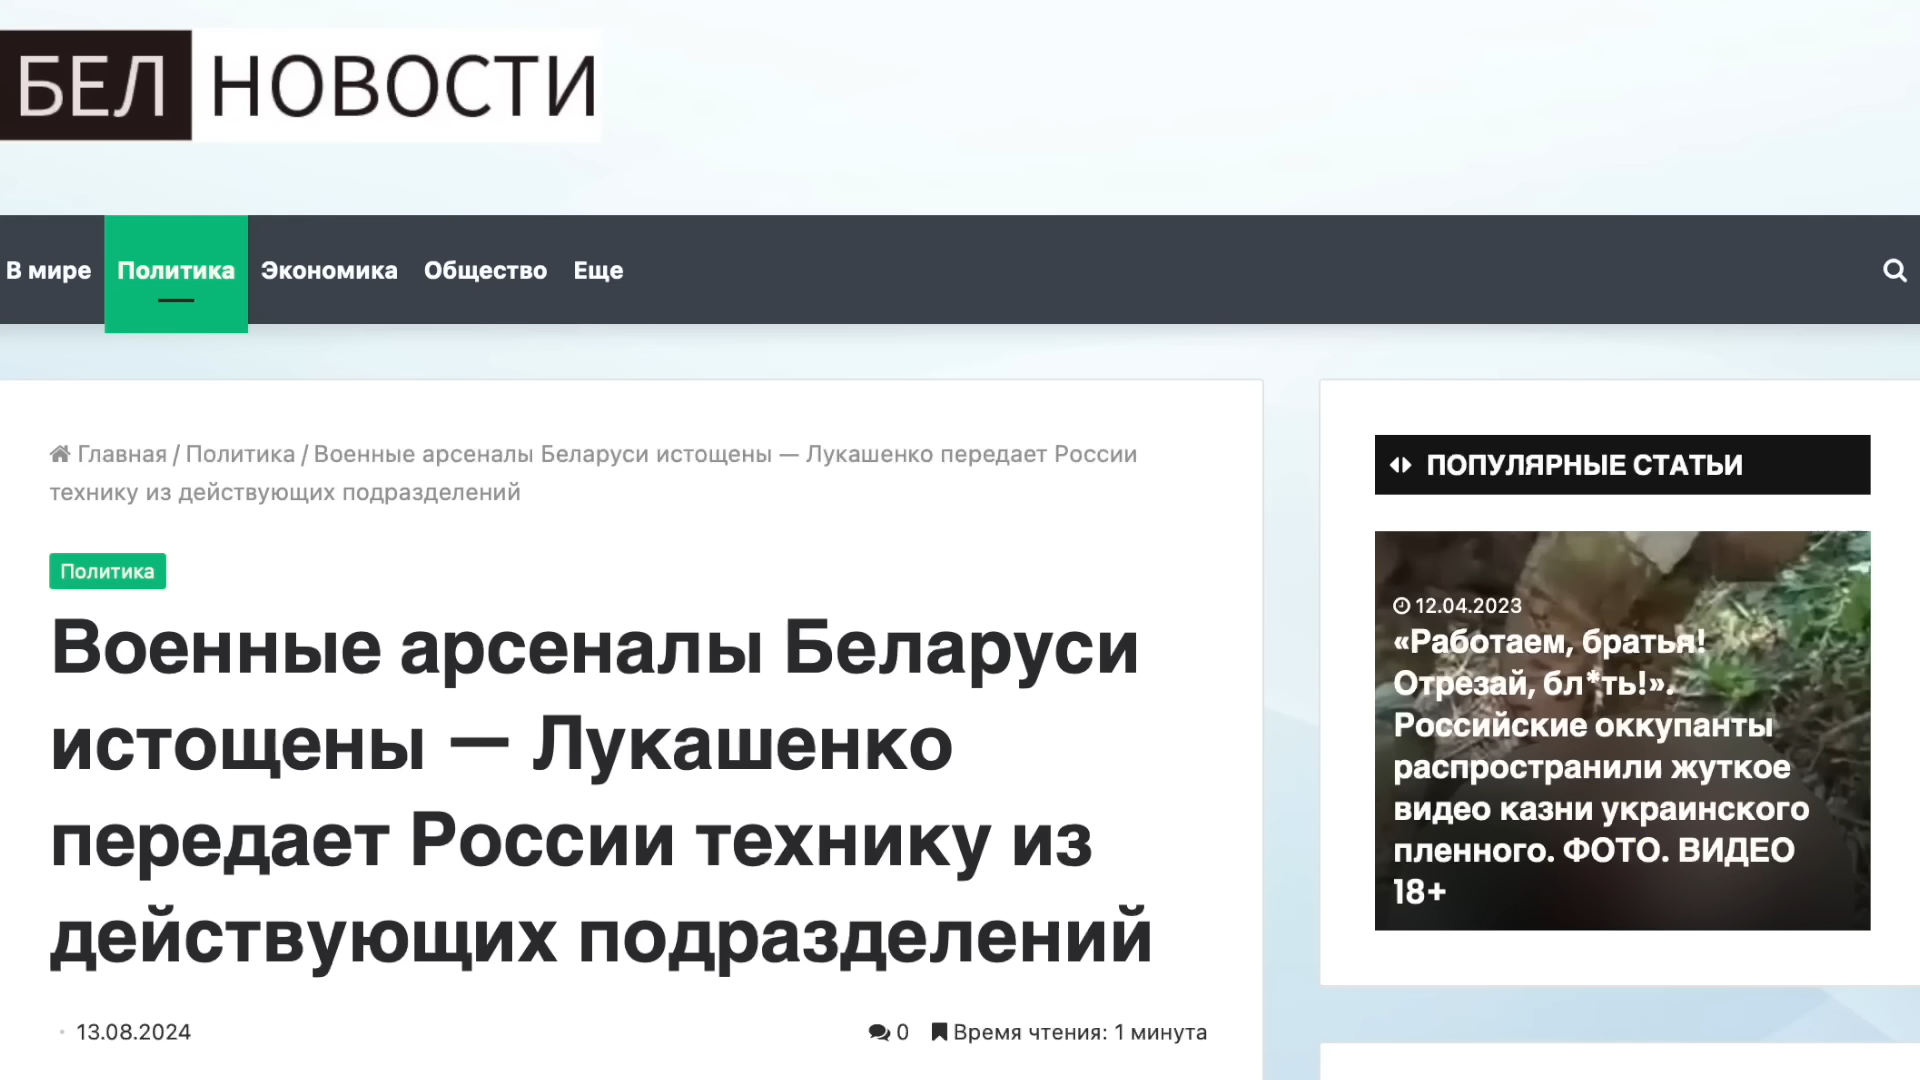 БЕЛ НОВОСТИ
В мире Политика Экономика Общество Еще
Главная / Политика / Военные арсеналы Беларуси истощены — Лукашенко передает России
технику из действующих подразделений
Политика
Военные арсеналы Беларуси
истощены — Лукашенко
передает России технику из
действующих подразделений
13.08.2024
0 Время чтения: 1 минута
ПОПУЛЯРНЫЕ СТАТЬИ
12.04.2023
«Работаем, братья!
Отрезай, бл*ть!».
Российские оккупанты
распространили жуткое
видео казни украинского
пленного. ФОТО. ВИДЕО
18+